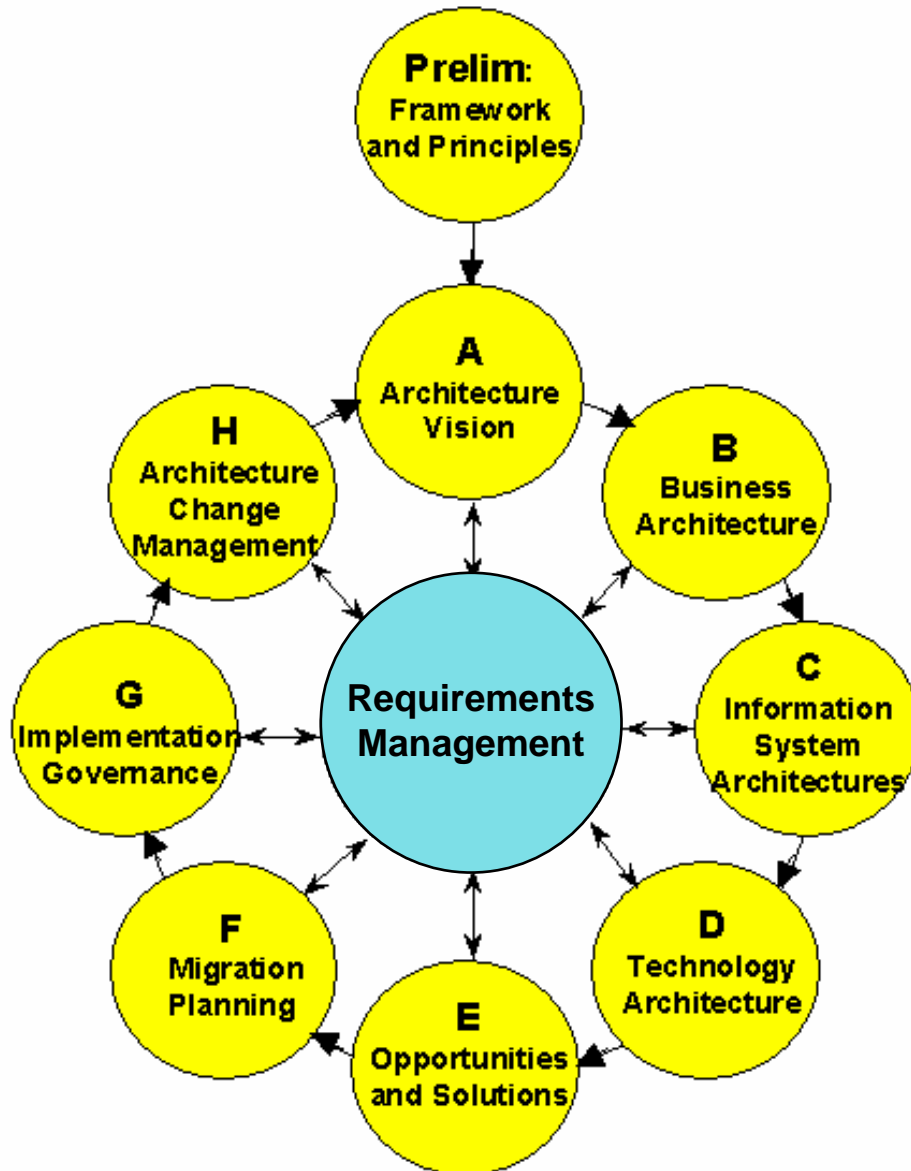 Prelim:
Framework
and Principles
A
Architecture
Vision
B
Business
Architecture
C
Information
System
Architectures
D
Technology
Architecture
E
Opportunities
and Solutions
F
Migration
Planning
G
Implementation
Governance
H
Architecture
Change
Management
Requirements
Management